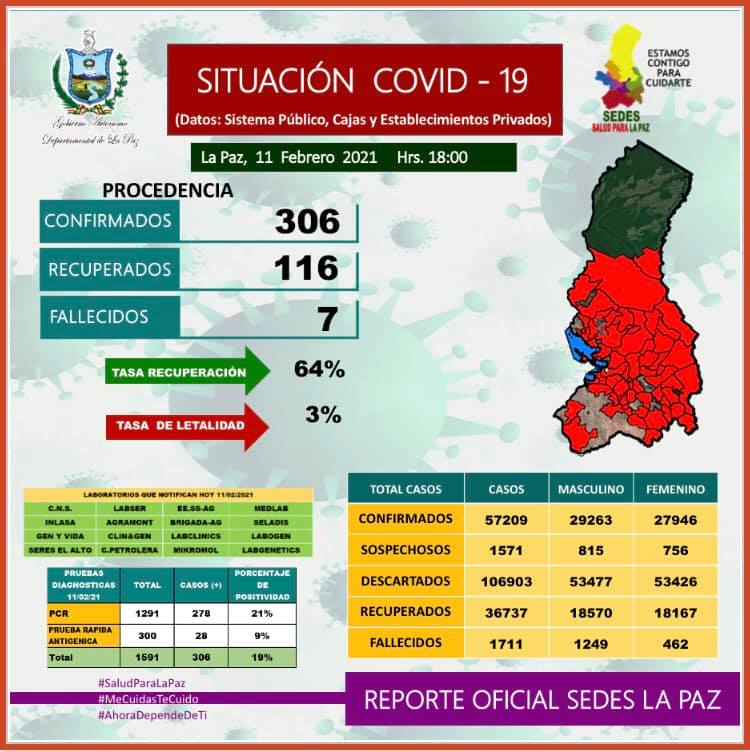 Gobierno Autónomo
Departamental de La Paz
SITUACIÓN COVID - 19
(Datos: Sistema Público, Cajas y Establecimientos Privados)
ESTAMOS
CONTIGO
PARA
CUIDARTE
SEDES
SALUD PARA LA PAZ
La Paz, 11 Febrero 2021 Hrs. 18:00
PROCEDENCIA
CONFIRMADOS 306
RECUPERADOS 116
FALLECIDOS 7
TASA RECUPERACIÓN 64%
TASA DE LETALIDAD 3%
LABORATORIOS QUE NOTIFICAN HOY 11/02/2021
C.N.S. LABSER EE.SS-AG MEDLAB
INLASA AGRAMONT BRIGADA-AG SELADIS
GEN Y VIDA CLIN&GEN LABCLINICS LABOGEN
SERES EL ALTO C.PETROLERA MIKROMOL LABGENETICS
PRUEBAS
DIAGNOSTICAS
11/02/21 TOTAL CASOS (+) PORCENTAJE
DE
POSITIVIDAD
PCR 1291 278 21%
PRUEBA RAPIDA
ANTIGENICA 300 28 9%
Total 1591 306 19%
TOTAL CASOS CASOS MASCULINO FEMENINO
CONFIRMADOS 57209 29263 27946
SOSPECHOSOS 1571 815 756
DESCARTADOS 106903 53477 53426
RECUPERADOS 36737 18570 18167
FALLECIDOS 1711 1249 462
#SaludParaLaPaz
#MeCuidasTeCuido
#AhoraDependeDeTi
REPORTE OFICIAL SEDES LA PAZ